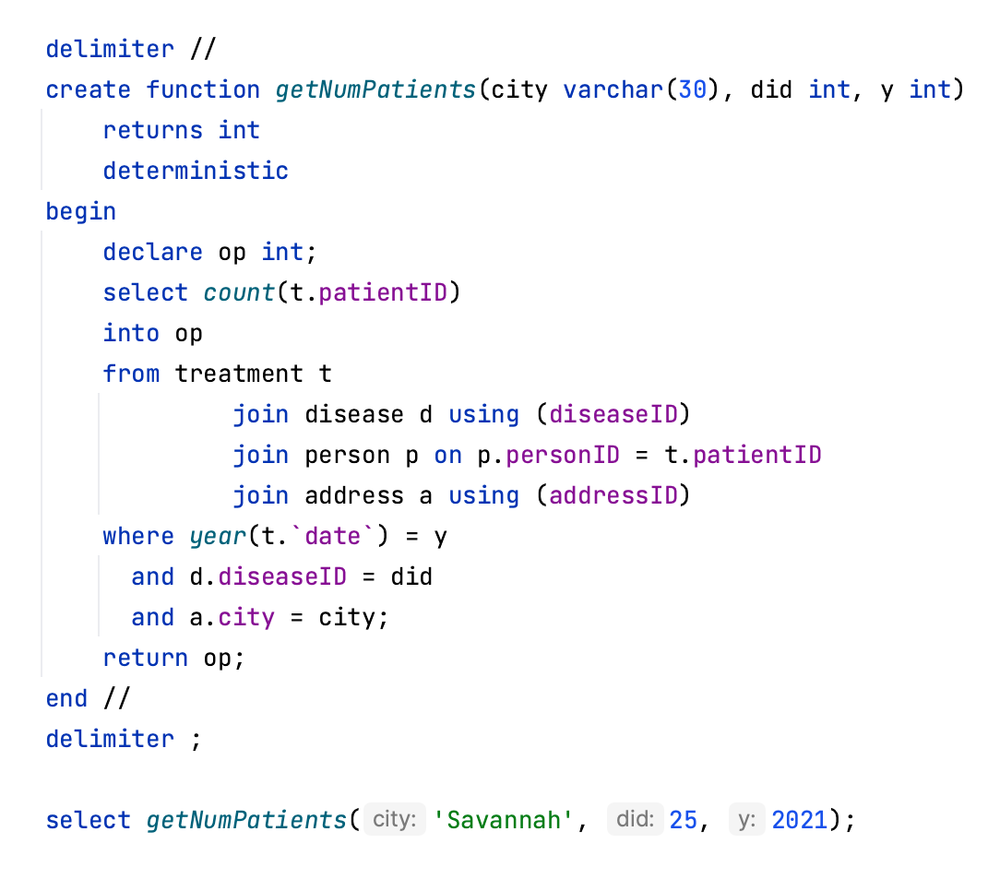 delimiter //
create function getNumPatients(city varchar(30), did int, y int)
    returns int
    deterministic
begin
    declare op int;
    select count(t.patientID)
    into op
    from treatment t
             join disease d using (diseaseID)
             join person p on p.personID = t.patientID
             join address a using (addressID)
    where year(t.`date`) = y
      and d.diseaseID = did
      and a.city = city;
    return op;
end //
delimiter ;

select getNumPatients( city: 'Savannah', did: 25, y: 2021);